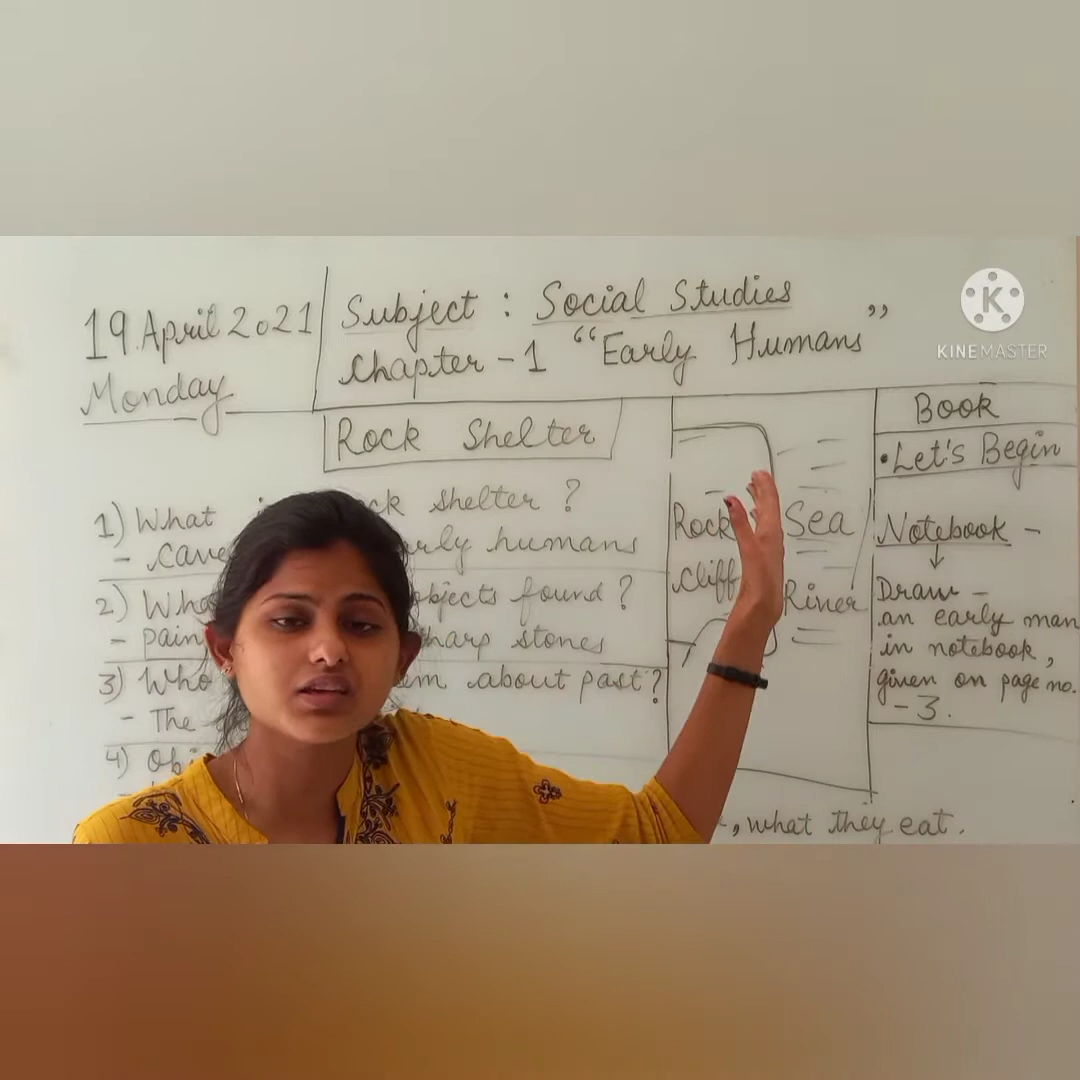 19 April 2021
Monday
Subject : Social Studies
Chapter - 1 "Early Humans"
Rock Shelter
1) What ck shelter ?
- cave rly humans
2) Wha objects found ?
- pain harp stones
3) Who em about past ?
- The
4) Obj
Rock
cliff
Sea
River
Book
• Let's Begin
Notebook -
↓
Draw -
an early man
in notebook,
given on page no.
- 3.
, what they eat.
K
KINEMASTER